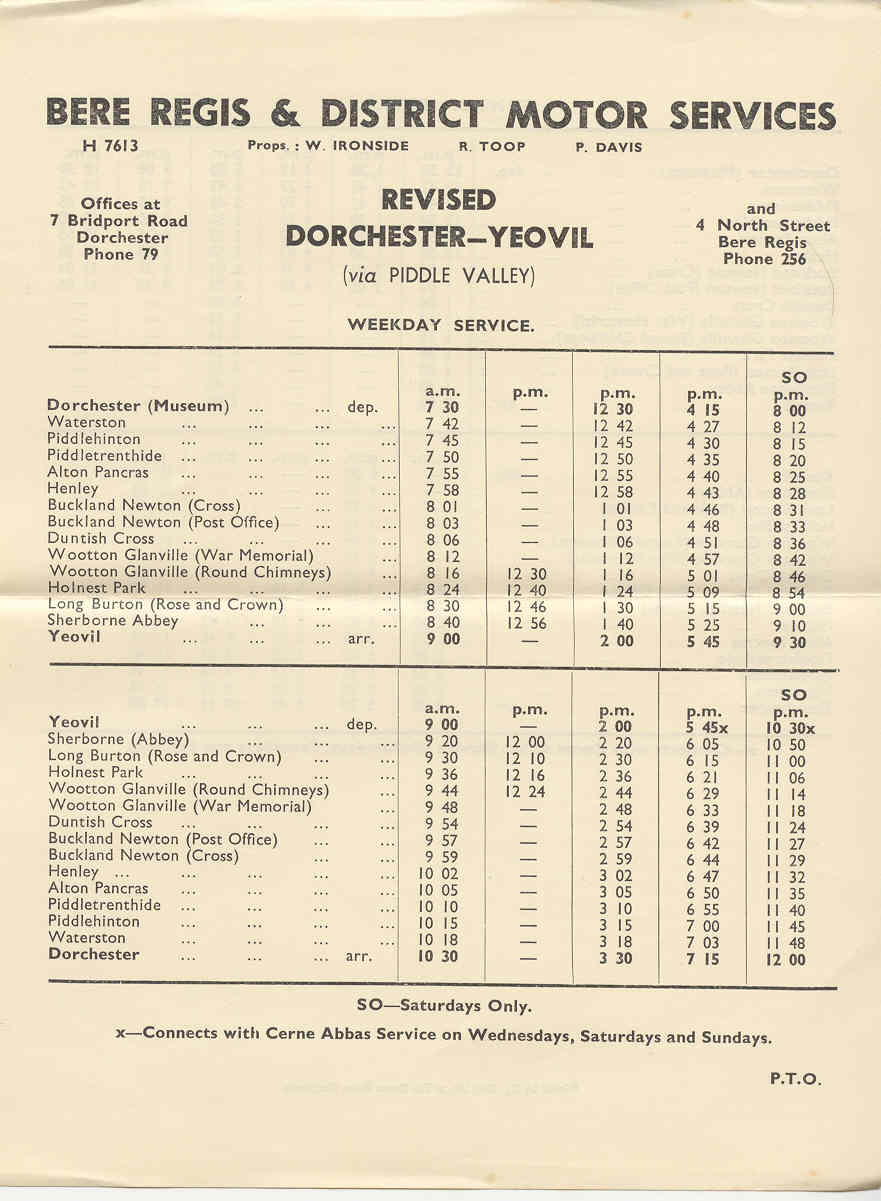 BERE REGIS & DISTRICT MOTOR SERVICES
H 7613 Props. : W. IRONSIDE R. TOOP P. DAVIS
Offices at
7 Bridport Road
Dorchester
Phone 79
REVISED
DORCHESTER—YEOVIL
(via PIDDLE VALLEY)
and
4 North Street
Bere Regis
Phone 256
WEEKDAY SERVICE.
SO
a.m. p.m. p.m. p.m. p.m.
Dorchester (Museum) ... ... dep. 7 30 — 12 30 4 15 8 00
Waterston ... ... ... ... 7 42 — 12 42 4 27 8 12
Piddlehinton ... ... ... ... 7 45 — 12 45 4 30 8 15
Piddletrenthide ... ... ... ... 7 50 — 12 50 4 35 8 20
Alton Pancras ... ... ... ... 7 55 — 12 55 4 40 8 25
Henley ... ... ... ... 7 58 — 12 58 4 43 8 28
Buckland Newton (Cross) ... ... 8 01 — 1 01 4 46 8 31
Buckland Newton (Post Office) ... ... 8 03 — 1 03 4 48 8 33
Duntish Cross ... ... ... ... 8 06 — 1 06 4 51 8 36
Wootton Glanville (War Memorial) ... 8 12 — 1 12 4 57 8 42
Wootton Glanville (Round Chimneys) ... 8 16 12 30 1 16 5 01 8 46
Holnest Park ... ... ... ... 8 24 12 40 1 24 5 09 8 54
Long Burton (Rose and Crown) ... ... 8 30 12 46 1 30 5 15 9 00
Sherborne Abbey ... ... ... 8 40 12 56 1 40 5 25 9 10
Yeovil ... ... ... arr. 9 00 — 2 00 5 45 9 30
SO
a.m. p.m. p.m. p.m. p.m.
Yeovil ... ... ... dep. 9 00 — 2 00 5 45x 10 30x
Sherborne (Abbey) ... ... ... 9 20 12 00 2 20 6 05 10 50
Long Burton (Rose and Crown) ... ... 9 30 12 10 2 30 6 15 11 00
Holnest Park ... ... ... ... 9 36 12 16 2 36 6 21 11 06
Wootton Glanville (Round Chimneys) ... 9 44 12 24 2 44 6 29 11 14
Wootton Glanville (War Memorial) ... 9 48 — 2 48 6 33 11 18
Duntish Cross ... ... ... ... 9 54 — 2 54 6 39 11 24
Buckland Newton (Post Office) ... ... 9 57 — 2 57 6 42 11 27
Buckland Newton (Cross) ... ... 9 59 — 2 59 6 44 11 29
Henley ... ... ... ... ... 10 02 — 3 02 6 47 11 32
Alton Pancras ... ... ... ... 10 05 — 3 05 6 50 11 35
Piddletrenthide ... ... ... ... 10 10 — 3 10 6 55 11 40
Piddlehinton ... ... ... ... 10 15 — 3 15 7 00 11 45
Waterston ... ... ... ... 10 18 — 3 18 7 03 11 48
Dorchester ... ... ... arr. 10 30 — 3 30 7 15 12 00
SO—Saturdays Only.
x—Connects with Cerne Abbas Service on Wednesdays, Saturdays and Sundays.
P.T.O.